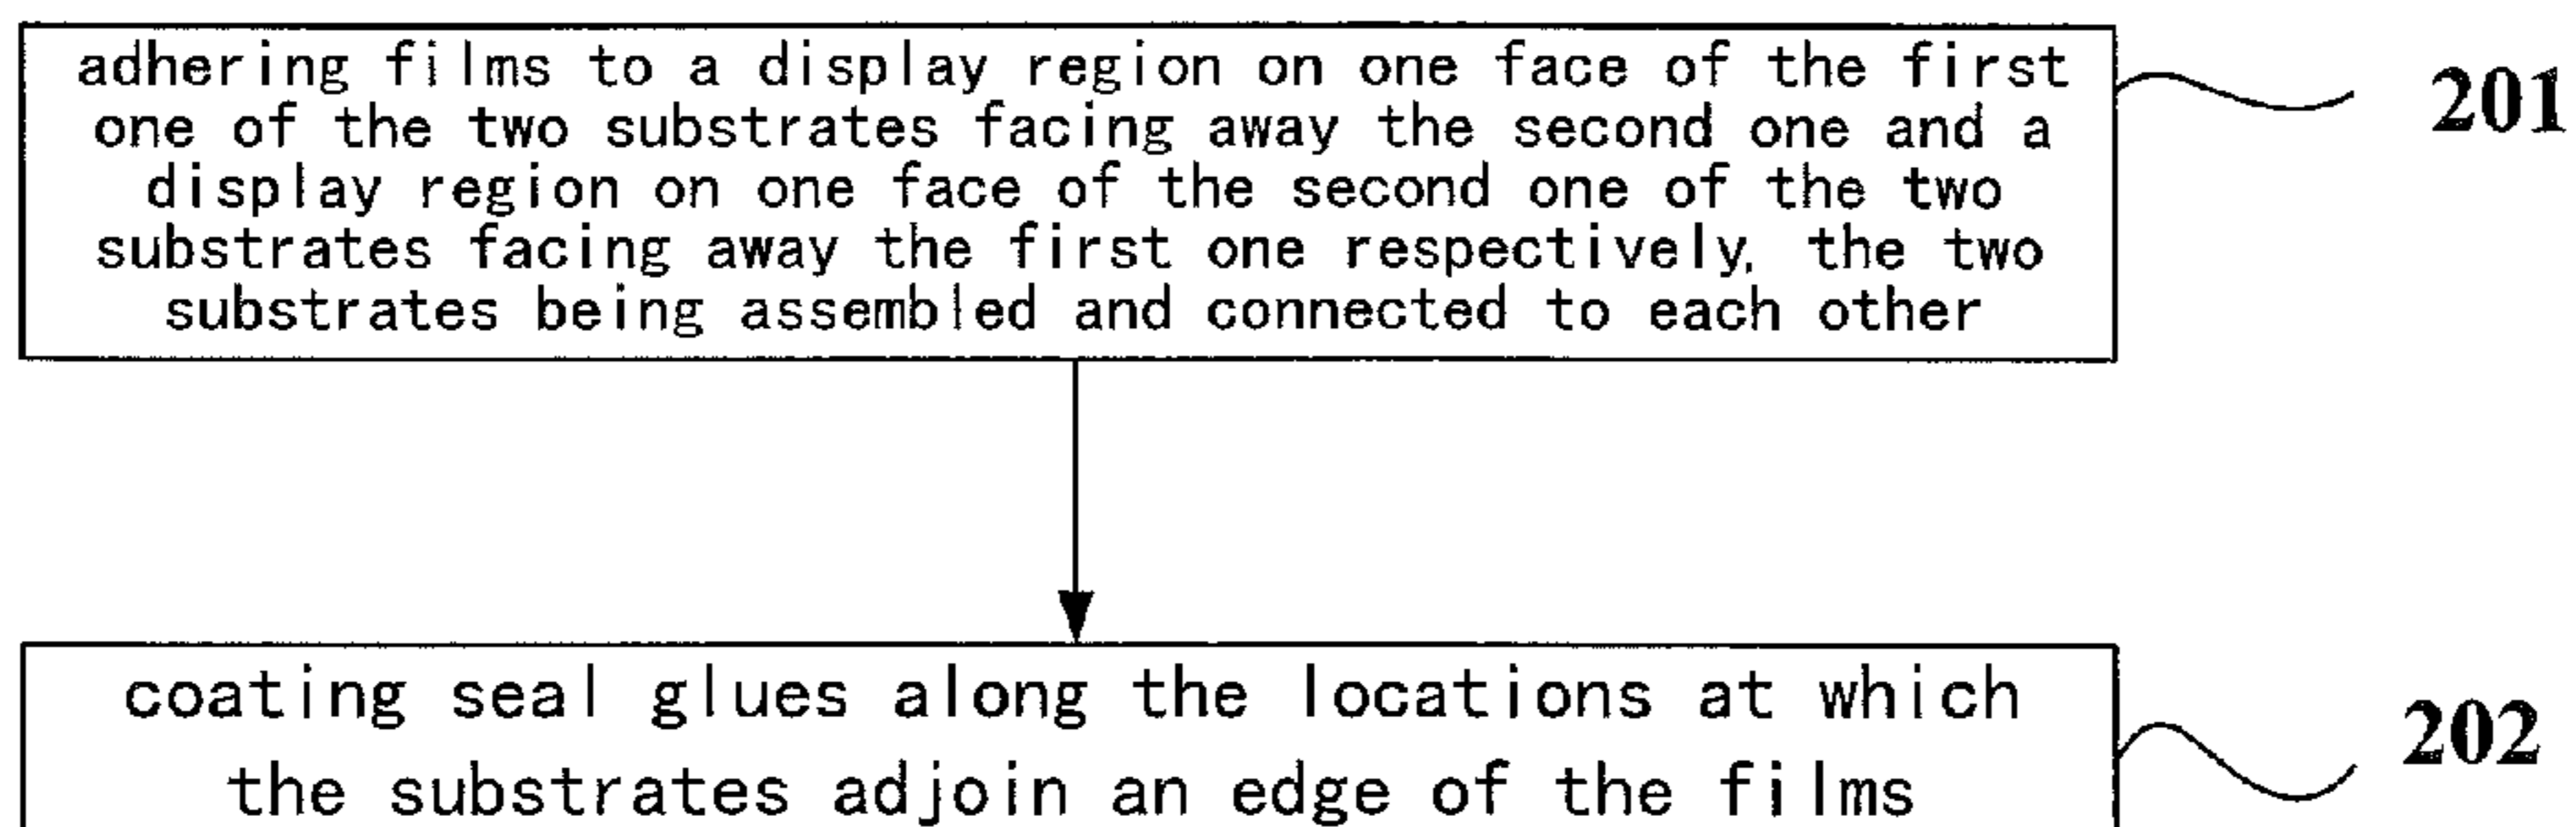 adhering films to a display region on one face of the first
one of the two substrates facing away the second one and a
display region on one face of the second one of the two
substrates facing away the first one respectively, the two
substrates being assembled and connected to each other
201
coating seal glues along the locations at which
the substrates adjoin an edge of the films
202